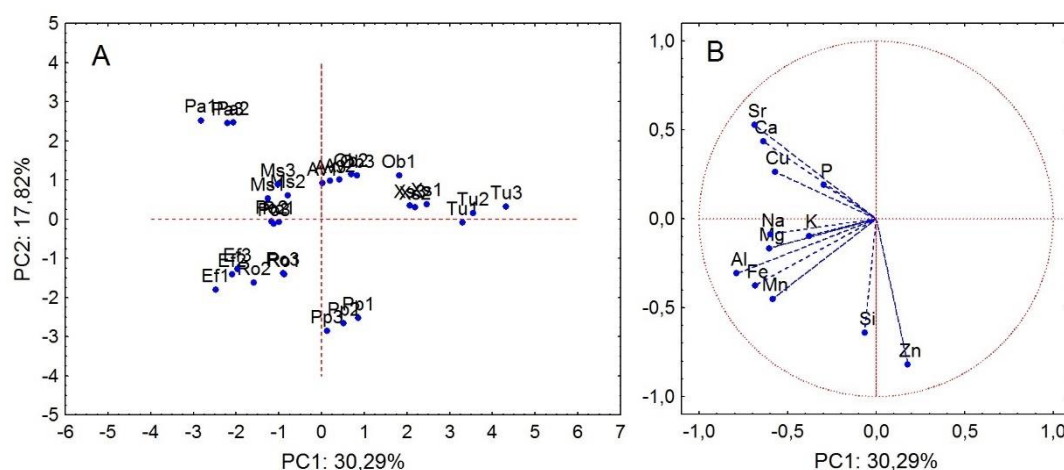 A
5
4
3
2
1
0
-1
-2
-3
-4
-5
PC2: 17,82%
Pa1
Pa2
Ms3
Ms2
Ob3
Ob1
Xs1
Tu1
Tu2
Tu3
Ef3
Ef1
Ro2
Ro3
Pp3
Pp2
Pp1
-6 -5 -4 -3 -2 -1 0 1 2 3 4 5 6 7
PC1: 30,29%
B
1,0
0,5
0,0
-0,5
-1,0
Sr
Ca
Cu
P
Na
K
Mg
Al
Fe
Mn
Si
Zn
-1,0 -0,5 0,0 0,5 1,0
PC1: 30,29%